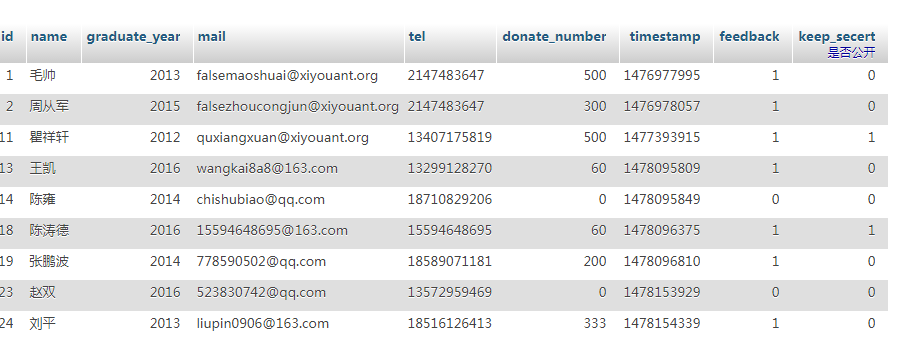 id name graduate_year mail tel donate_number timestamp feedback keep_secert
是否公开
1 毛帅 2013 falsemaoshuai@xiyouant.org 2147483647 500 1476977995 1 0
2 周从军 2015 falsezhoucongjun@xiyouant.org 2147483647 300 1476978057 1 0
11 瞿祥轩 2012 quxiangxuan@xiyouant.org 13407175819 500 1477393915 1 1
13 王凯 2016 wangkai8a8@163.com 13299128270 60 1478095809 1 0
14 陈雍 2014 chishubiao@qq.com 18710829206 0 1478095849 0 0
18 陈涛德 2016 15594648695@163.com 15594648695 60 1478096375 1 1
19 张鹏波 2014 778590502@qq.com 18589071181 200 1478096810 1 0
23 赵双 2016 523830742@qq.com 13572959469 0 1478153929 0 0
24 刘平 2013 liupin0906@163.com 18516126413 333 1478154339 1 0